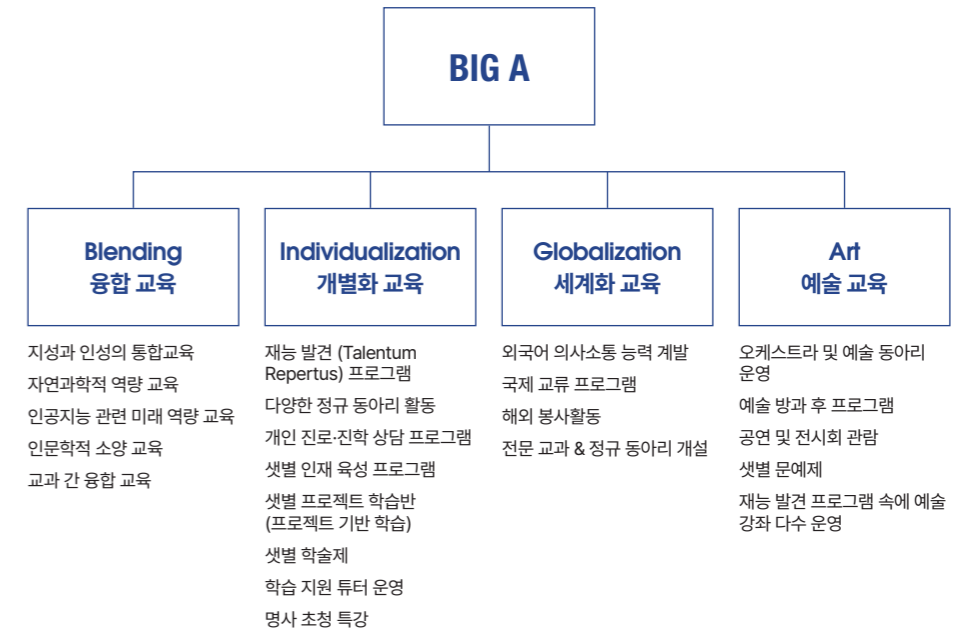 BIG A
Blending
융합 교육
지성과 인성의 통합교육
자연과학적 역량 교육
인공지능 관련 미래 역량 교육
인문학적 소양 교육
교과 간 융합 교육
Individualization
개별화 교육
재능 발견 (Talentum
Repertus) 프로그램
다양한 정규 동아리 활동
개인 진로·진학 상담 프로그램
샛별 인재 육성 프로그램
샛별 프로젝트 학습반
(프로젝트 기반 학습)
샛별 학술제
학습 지원 튜터 운영
명사 초청 특강
Globalization
세계화 교육
외국어 의사소통 능력 계발
국제 교류 프로그램
해외 봉사활동
전문 교과 & 정규 동아리 개설
Art
예술 교육
오케스트라 및 예술 동아리
운영
예술 방과 후 프로그램
공연 및 전시회 관람
샛별 문예제
재능 발견 프로그램 속에 예술
강좌 다수 운영